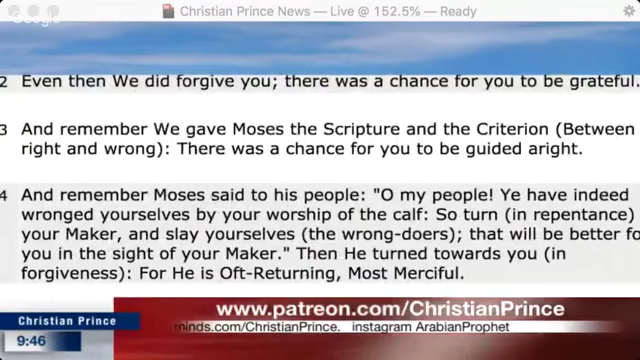 Christian Prince News — Live @ 152.5% — Ready
Google
2 Even then We did forgive you; there was a chance for you to be grateful.
3 And remember We gave Moses the Scripture and the Criterion (Between
right and wrong): There was a chance for you to be guided aright.
4 And remember Moses said to his people: "O my people! Ye have indeed
wronged yourselves by your worship of the calf: So turn (in repentance)
your Maker, and slay yourselves (the wrong-doers); that will be better fo
you in the sight of your Maker." Then He turned towards you (in
forgiveness): For He is Oft-Returning, Most Merciful.
www.patreon.com/ChristianPrince
Christian Prince
minds.com/ChristianPrince. instagram ArabianProphet
9:46